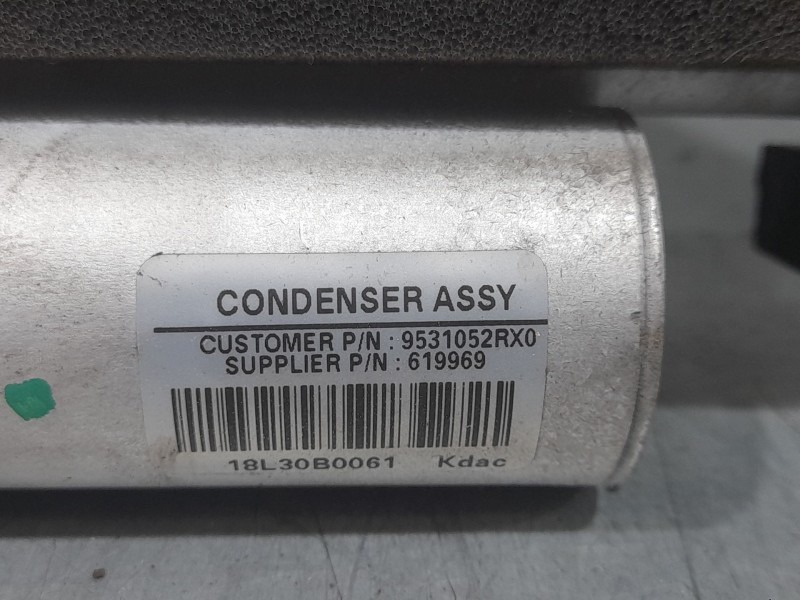 CONDENSER ASSY
CUSTOMER P/N : 9531052RX0
SUPPLIER P/N : 619969
18L30B0061 Kdac